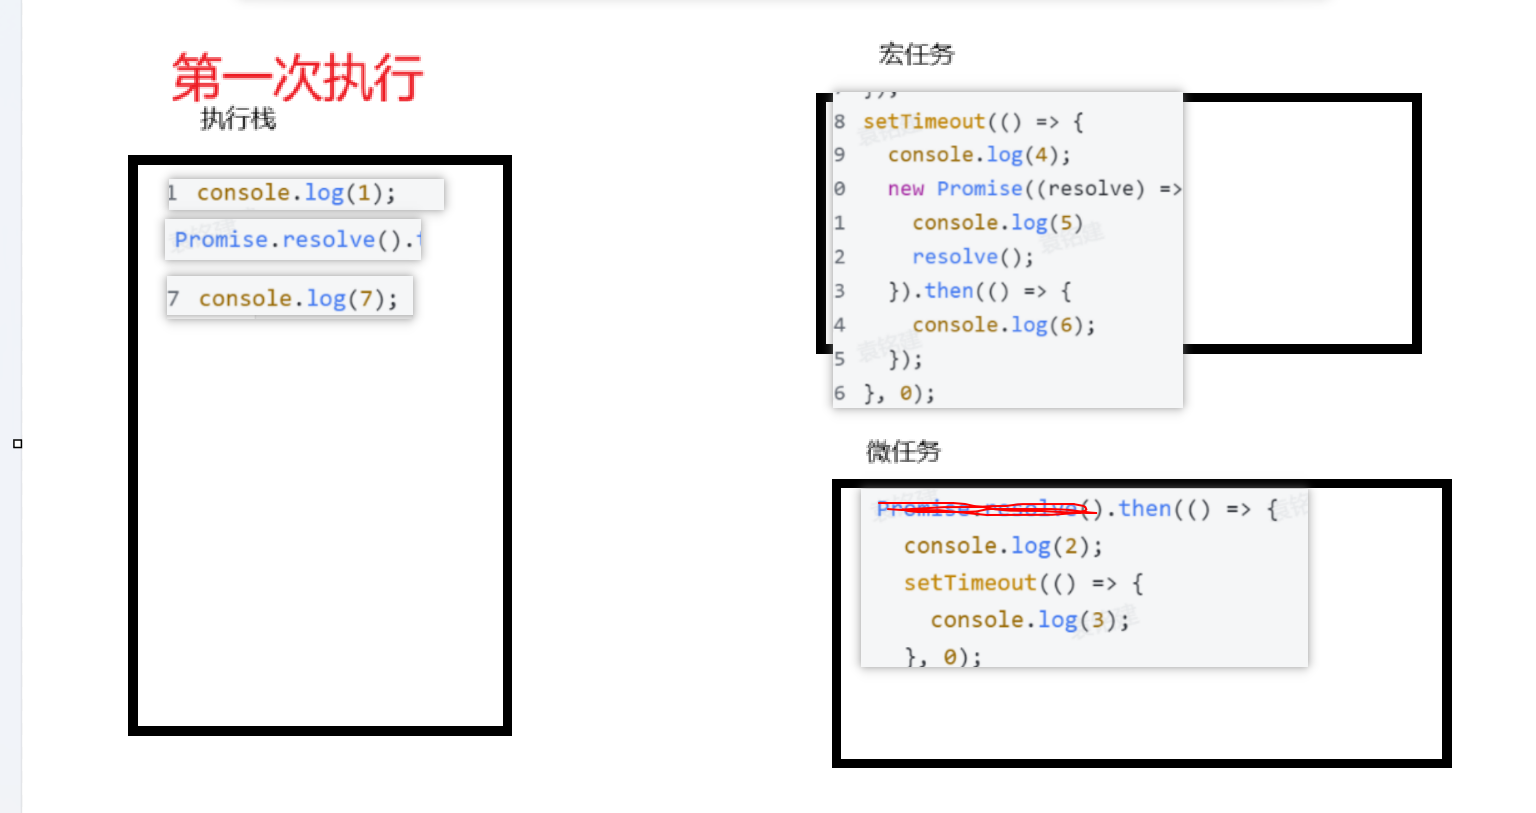 第一次执行
执行栈
1 console.log(1);
Promise.resolve().
7 console.log(7);
宏任务
});
8 setTimeout(() => {
9 console.log(4);
0 new Promise((resolve) =>
1 console.log(5)
2 resolve();
3 }).then(() => {
4 console.log(6);
5 });
6 }, 0);
微任务
Promise.resolve().then(() => {
console.log(2);
setTimeout(() => {
console.log(3);
}, 0);
袁铭建